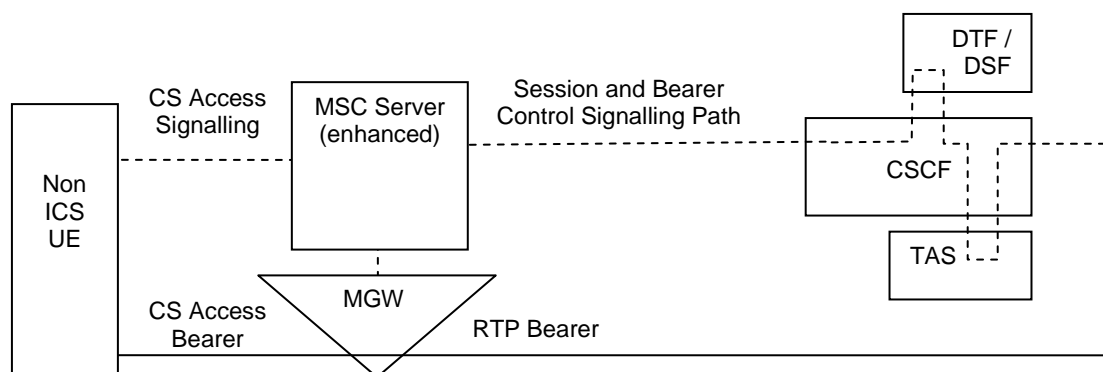 DTF /
DSF
CS Access
Signalling
MSC Server
(enhanced)
Session and Bearer
Control Signalling Path
Non
ICS
UE
CSCF
TAS
MGW
CS Access
Bearer
RTP Bearer